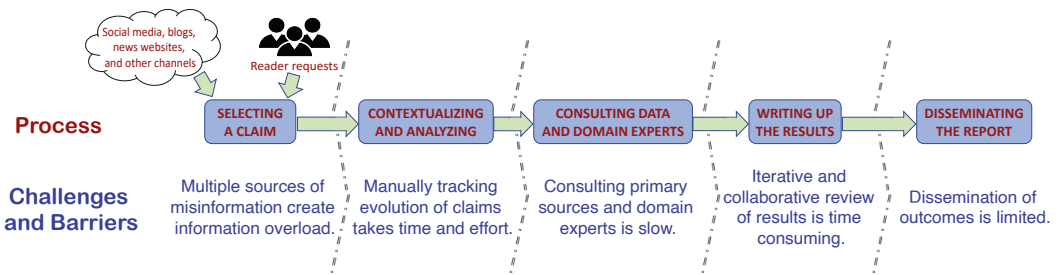 Social media, blogs,
news websites,
and other channels
Reader requests
Process
SELECTING
A CLAIM
CONTEXTUALIZING
AND ANALYZING
CONSULTING DATA
AND DOMAIN EXPERTS
WRITING UP
THE RESULTS
DISSEMINATING
THE REPORT
Challenges
and Barriers
Multiple sources of
misinformation create
information overload.
Manually tracking
evolution of claims
takes time and effort.
Consulting primary
sources and domain
experts is slow.
Iterative and
collaborative review
of results is time
consuming.
Dissemination of
outcomes is limited.